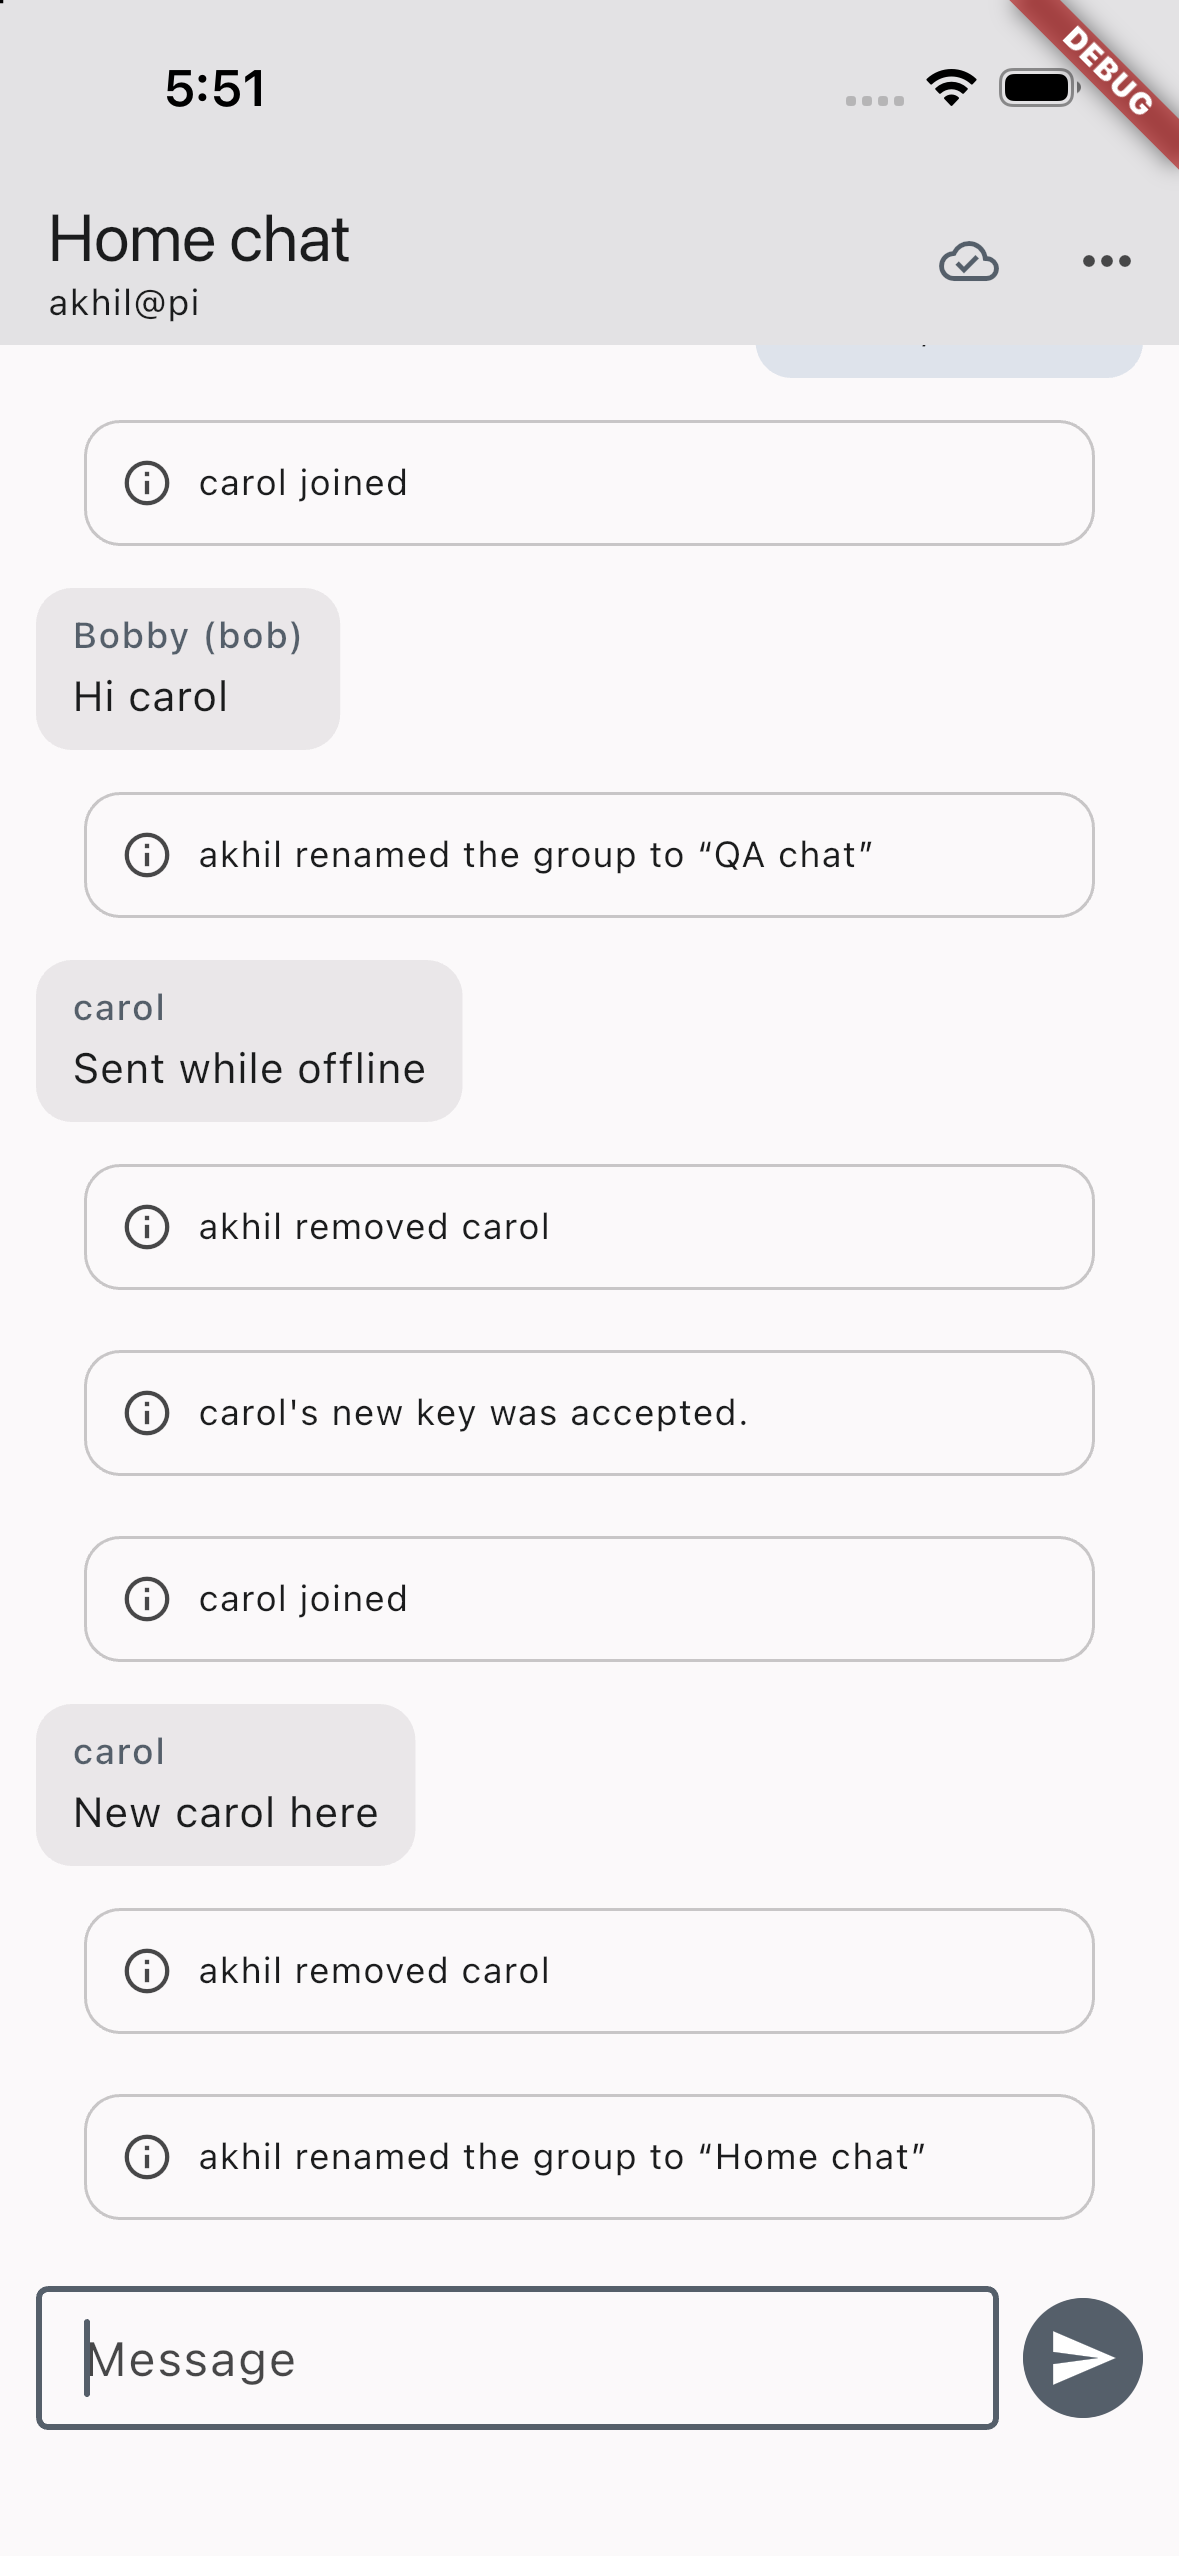 5:51
DEBUG
Home chat
akhil@pi
carol joined
Bobby (bob)
Hi carol
akhil renamed the group to “QA chat”
carol
Sent while offline
akhil removed carol
carol's new key was accepted.
carol joined
carol
New carol here
akhil removed carol
akhil renamed the group to “Home chat”
Message